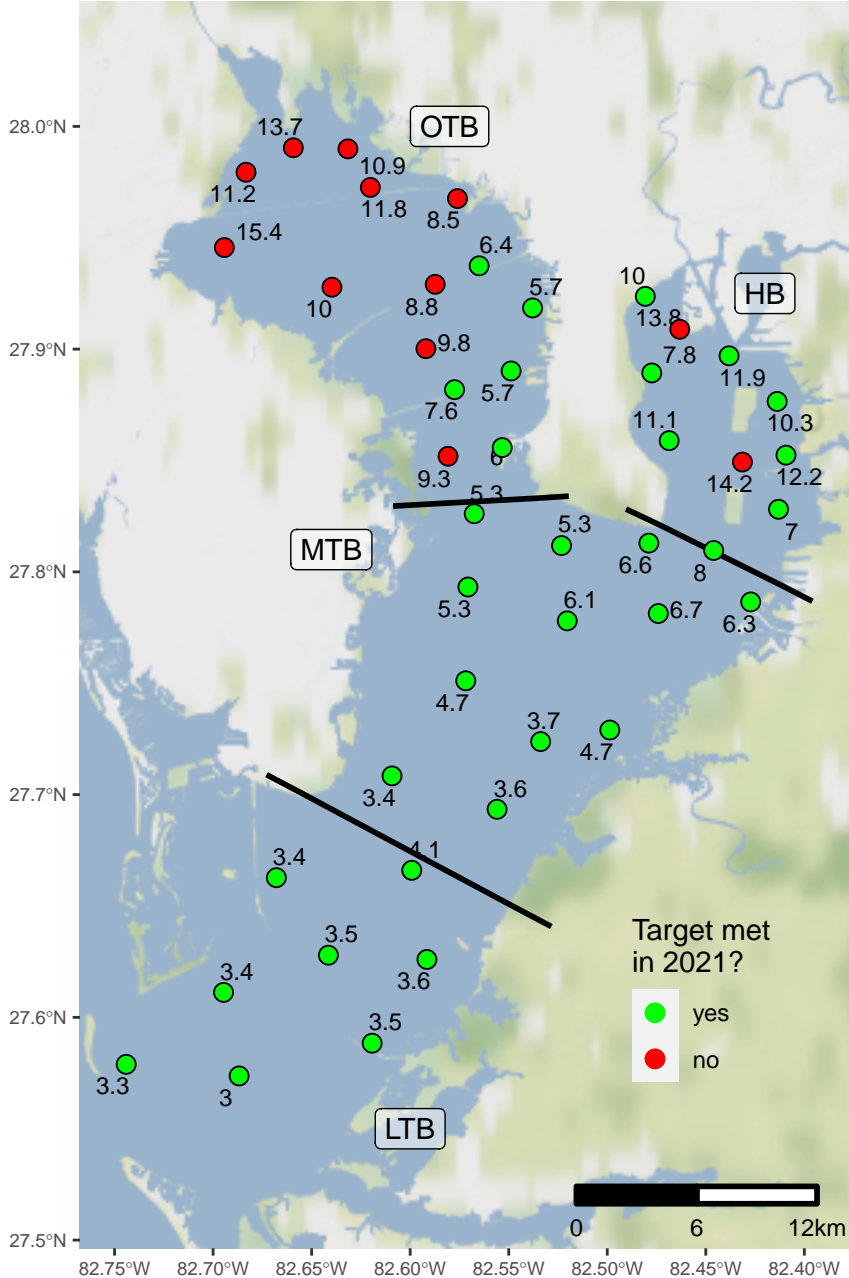 28.0°N
27.9°N
27.8°N
27.7°N
27.6°N
27.5°N
13.7
OTB
10.9
11.2
11.8
8.5
15.4
6.4
10
8.8
5.7
9.8
5.7
7.6
6
9.3
5.3
10
HB
13.8
7.8
11.9
10.3
11.1
14.2
12.2
7
MTB
5.3
6.6
8
5.3
6.1
6.7
6.3
4.7
3.7
4.7
3.4
3.6
4.1
3.4
3.5
3.6
3.4
3.5
3.3
3
LTB
Target met
in 2021?
yes
no
0 6 12km
82.75°W 82.70°W 82.65°W 82.60°W 82.55°W 82.50°W 82.45°W 82.40°W